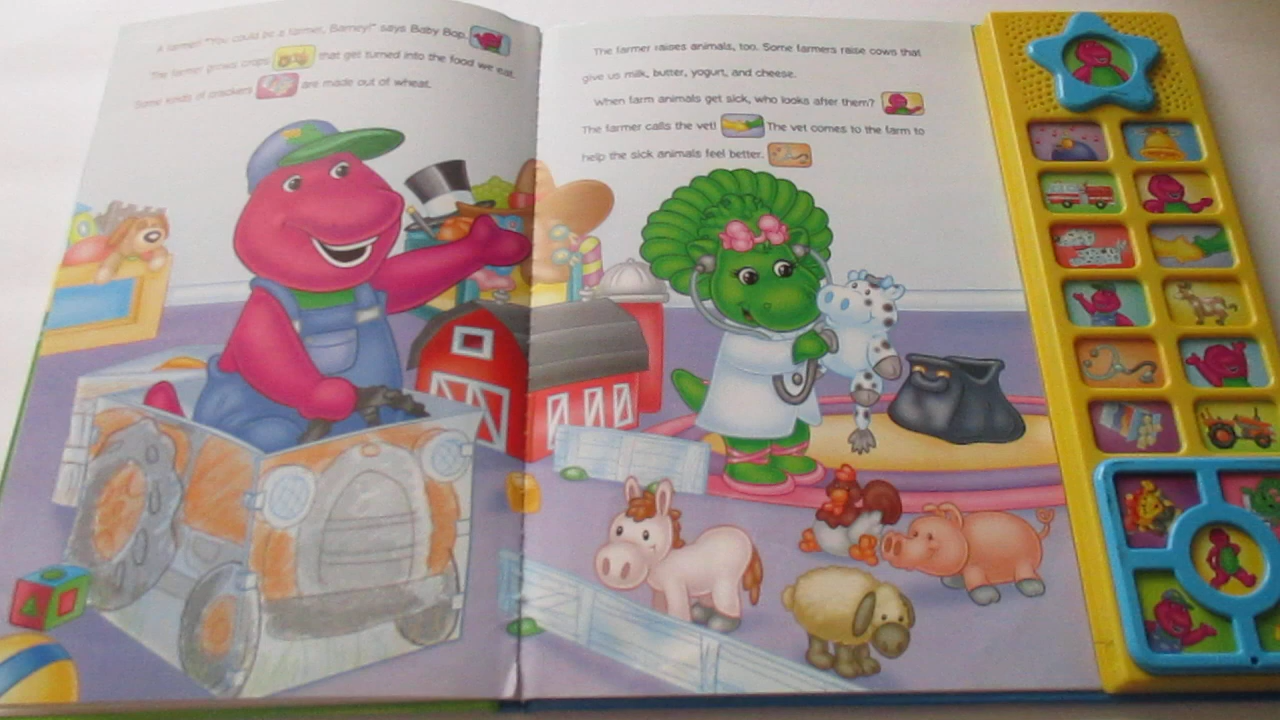 A farmer! "You could be a farmer, Barney!" says Baby Bop.
The farmer grows crops that get turned into the food we eat.
Some kinds of crackers are made out of wheat.
The farmer raises animals, too. Some farmers raise cows that
give us milk, butter, yogurt, and cheese.
When farm animals get sick, who looks after them?
The farmer calls the vet! The vet comes to the farm to
help the sick animals feel better.